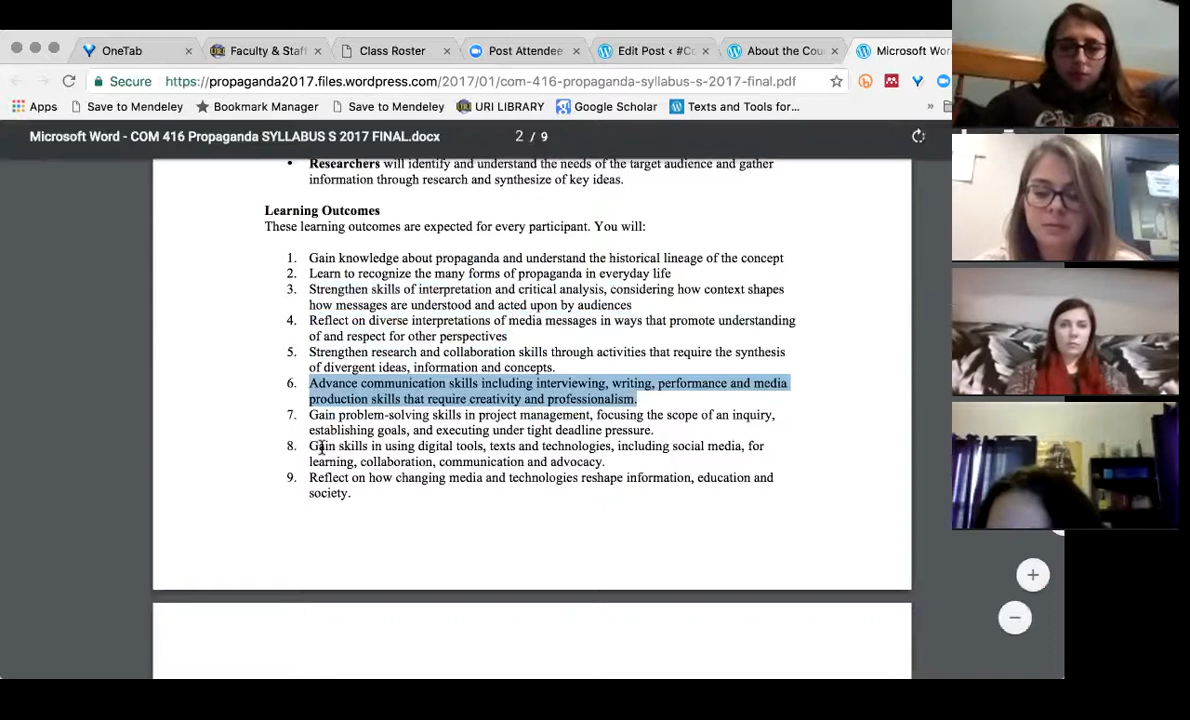 OneTab
Faculty & Staf
Class Roster
Post Attendee
Edit Post ‹ #Co
About the Cou
Microsoft Wor
Secure
https://propaganda2017.files.wordpress.com/2017/01/com-416-propaganda-syllabus-s-2017-final.pdf
Apps
Save to Mendeley
Bookmark Manager
Save to Mendeley
URI LIBRARY
Google Scholar
Texts and Tools for...
Microsoft Word - COM 416 Propaganda SYLLABUS S 2017 FINAL.docx
2 / 9
• Researchers will identify and understand the needs of the target audience and gather
information through research and synthesize of key ideas.
Learning Outcomes
These learning outcomes are expected for every participant. You will:
1. Gain knowledge about propaganda and understand the historical lineage of the concept
2. Learn to recognize the many forms of propaganda in everyday life
3. Strengthen skills of interpretation and critical analysis, considering how context shapes
how messages are understood and acted upon by audiences
4. Reflect on diverse interpretations of media messages in ways that promote understanding
of and respect for other perspectives
5. Strengthen research and collaboration skills through activities that require the synthesis
of divergent ideas, information and concepts.
6. Advance communication skills including interviewing, writing, performance and media
production skills that require creativity and professionalism.
7. Gain problem-solving skills in project management, focusing the scope of an inquiry,
establishing goals, and executing under tight deadline pressure.
8. Gain skills in using digital tools, texts and technologies, including social media, for
learning, collaboration, communication and advocacy.
9. Reflect on how changing media and technologies reshape information, education and
society.